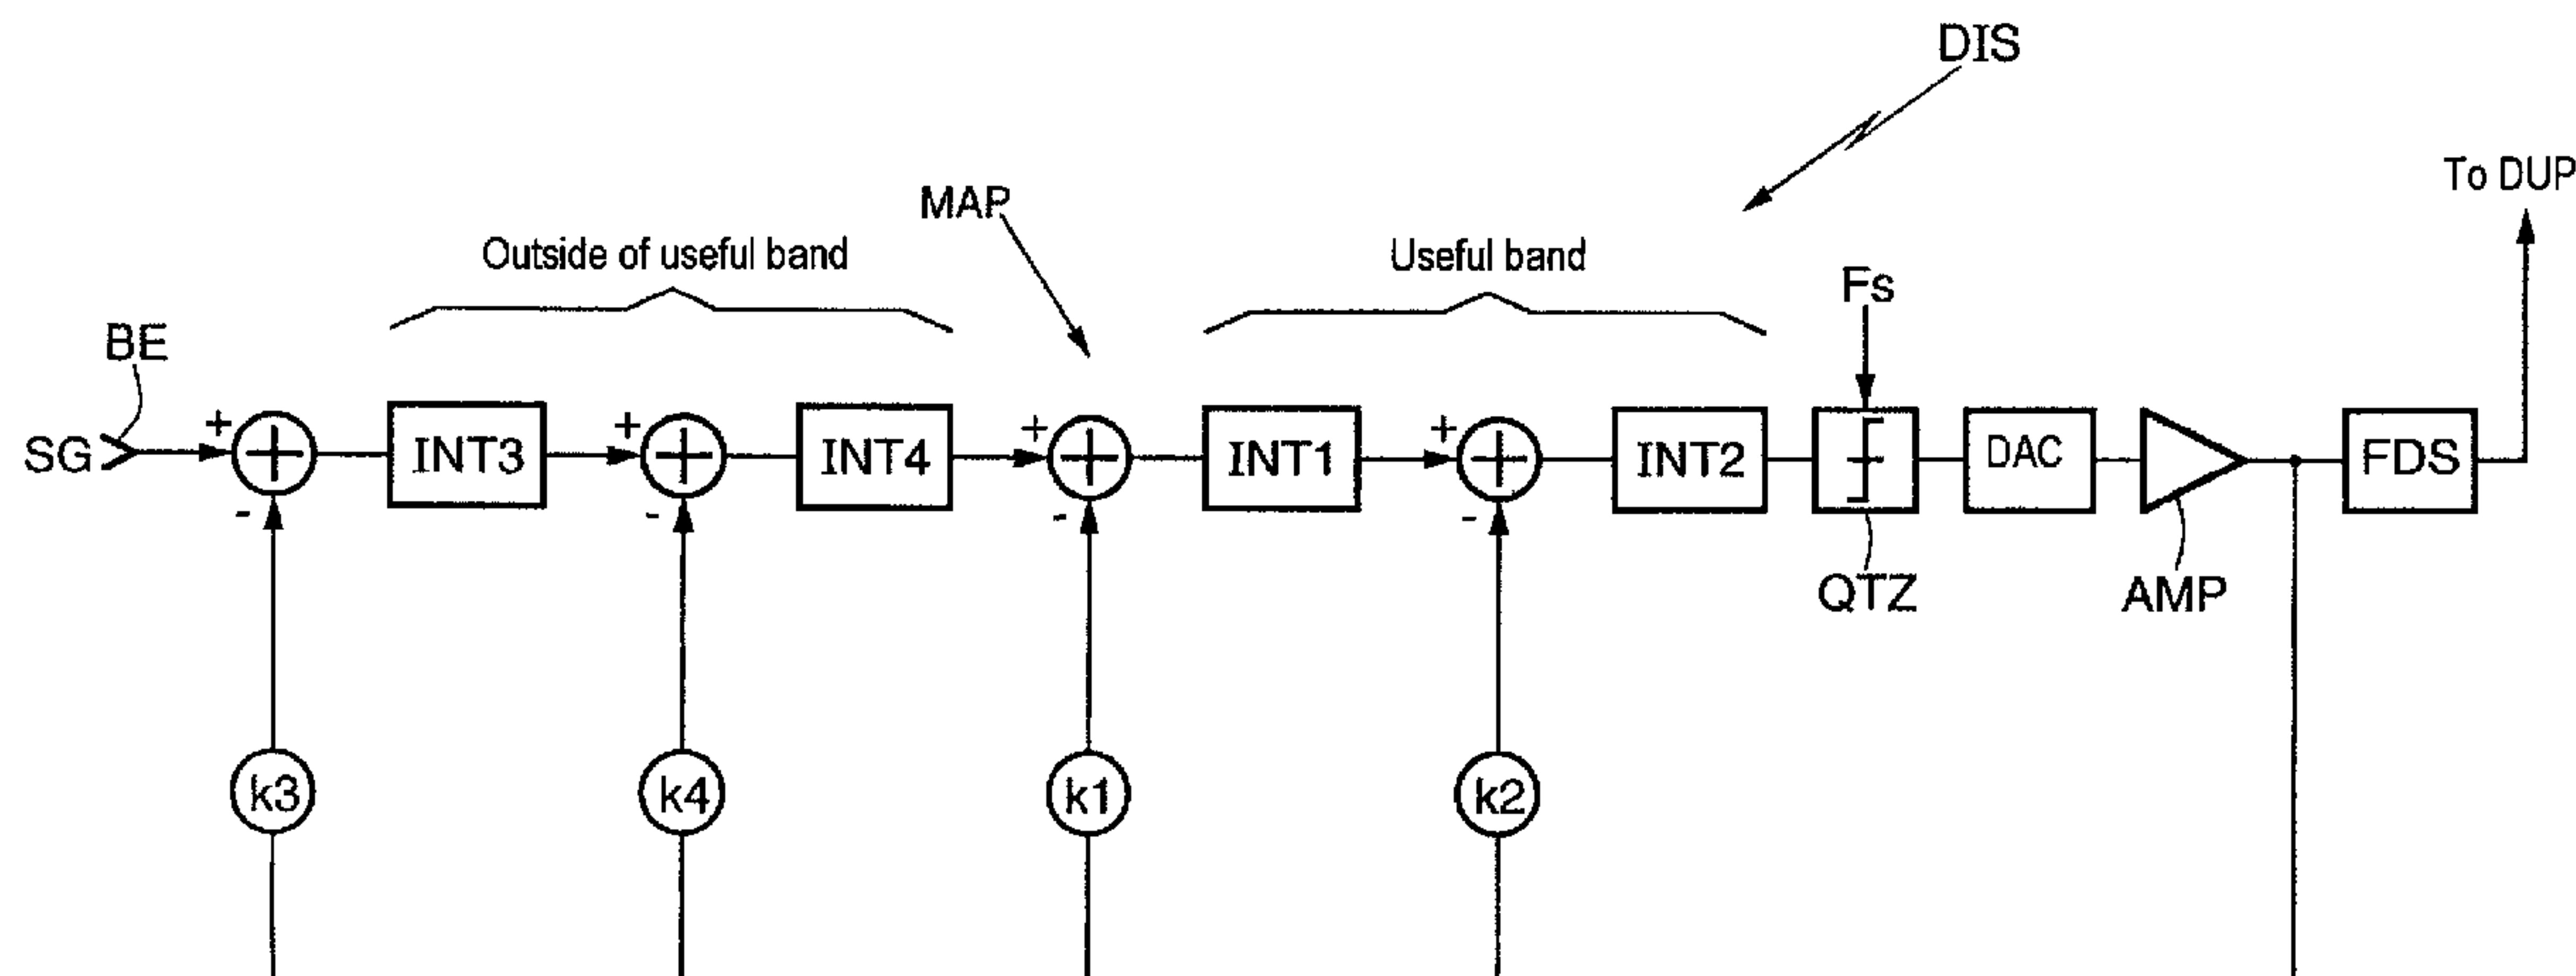 DIS
To DUP
MAP
Outside of useful band
Useful band
Fs
BE
SG + INT3 + INT4 + INT1 + INT2 DAC FDS
- - - -
QTZ AMP
k3 k4 k1 k2